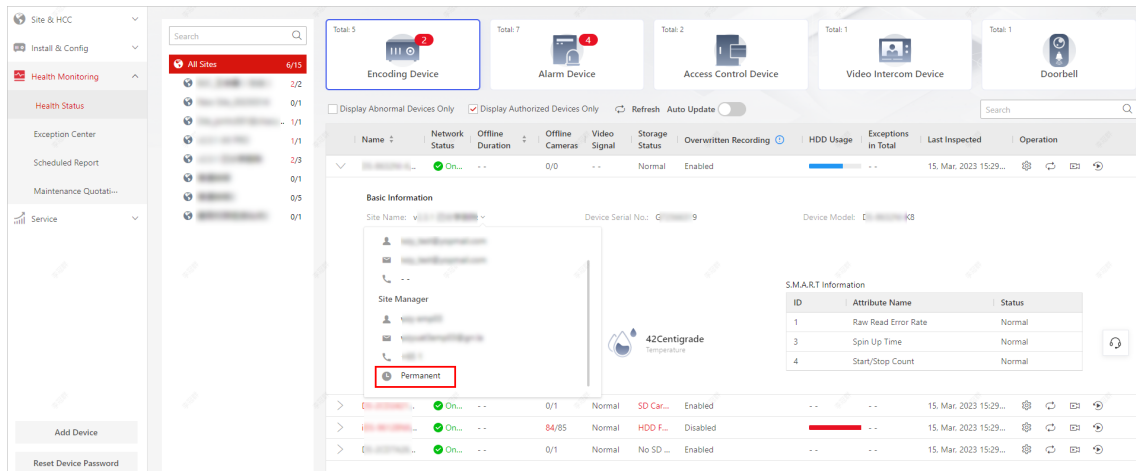 Site & HCC
Install & Config
Health Monitoring
Health Status
Exception Center
Scheduled Report
Maintenance Quotati...
Service
Add Device
Reset Device Password
Search
All Sites 6/15
2/2
0/1
1/1
1/1
2/3
0/1
0/5
0/1
Total: 5 2 Encoding Device
Total: 7 4 Alarm Device
Total: 2 Access Control Device
Total: 1 Video Intercom Device
Total: 1 Doorbell
Display Abnormal Devices Only Display Authorized Devices Only Refresh Auto Update Search
Name Network Status Offline Duration Offline Cameras Video Signal Storage Status Overwritten Recording HDD Usage Exceptions in Total Last Inspected Operation
On... 0/0 - - Normal Enabled - - 15. Mar, 2023 15:29...
Basic Information
Site Name: Device Serial No.: G 9 Device Model: K8
- -
Site Manager
Permanent
42Centigrade
Temperature
S.M.A.R.T Information
ID Attribute Name Status
1 Raw Read Error Rate Normal
3 Spin Up Time Normal
4 Start/Stop Count Normal
On... - - 0/1 Normal SD Car... Enabled - - - - 15. Mar, 2023 15:29...
On... - - 84/85 Normal HDD F... Disabled - - 15. Mar, 2023 15:29...
On... - - 0/1 Normal No SD ... Enabled - - - - 15. Mar, 2023 15:29...